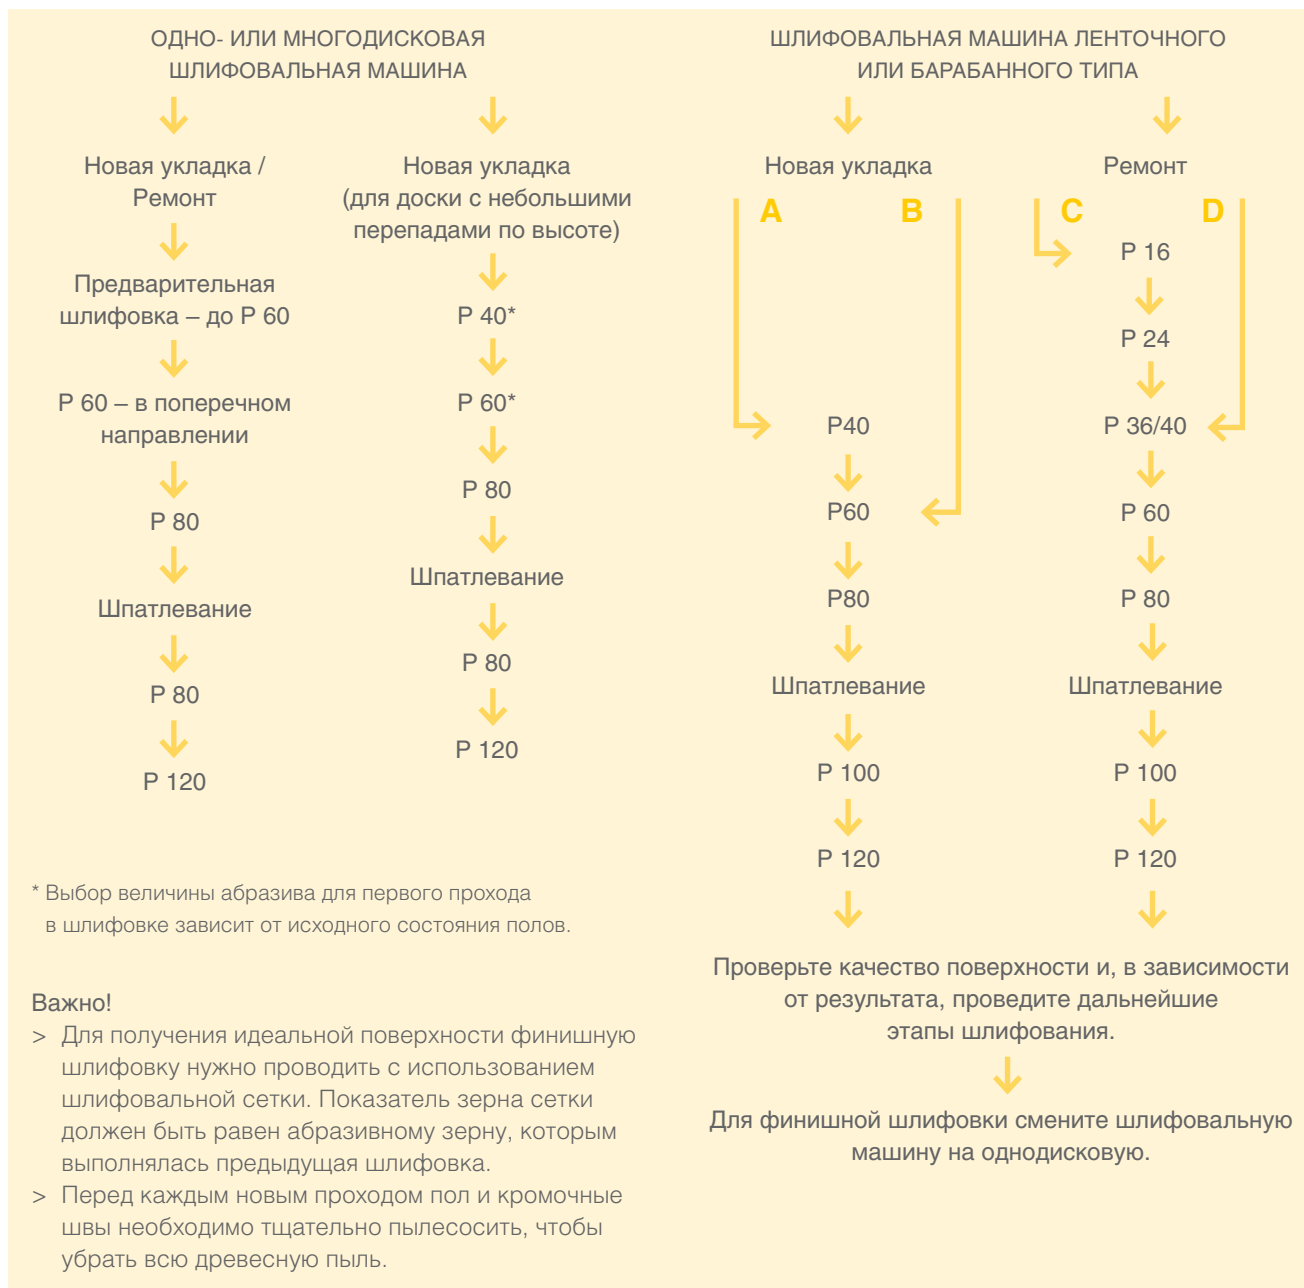 ОДНО- ИЛИ МНОГОДИСКОВАЯ
ШЛИФОВАЛЬНАЯ МАШИНА
Новая укладка /
Ремонт
Предварительная
шлифовка – до Р 60
Р 60 – в поперечном
направлении
Р 80
Шпатлевание
Р 80
Р 120
Новая укладка
(для доски с небольшими
перепадами по высоте)
Р 40*
Р 60*
Р 80
Шпатлевание
Р 80
Р 120
* Выбор величины абразива для первого прохода
в шлифовке зависит от исходного состояния полов.
Важно!
> Для получения идеальной поверхности финишную
шлифовку нужно проводить с использованием
шлифовальной сетки. Показатель зерна сетки
должен быть равен абразивному зерну, которым
выполнялась предыдущая шлифовка.
> Перед каждым новым проходом пол и кромочные
швы необходимо тщательно пылесосить, чтобы
убрать всю древесную пыль.
ШЛИФОВАЛЬНАЯ МАШИНА ЛЕНТОЧНОГО
ИЛИ БАРАБАННОГО ТИПА
Новая укладка
A B
Р40
Р60
Р80
Шпатлевание
Р 100
Р 120
Ремонт
C D
Р 16
Р 24
Р 36/40
Р 60
Р 80
Шпатлевание
Р 100
Р 120
Проверьте качество поверхности и, в зависимости
от результата, проведите дальнейшие
этапы шлифования.
Для финишной шлифовки смените шлифовальную
машину на однодисковую.